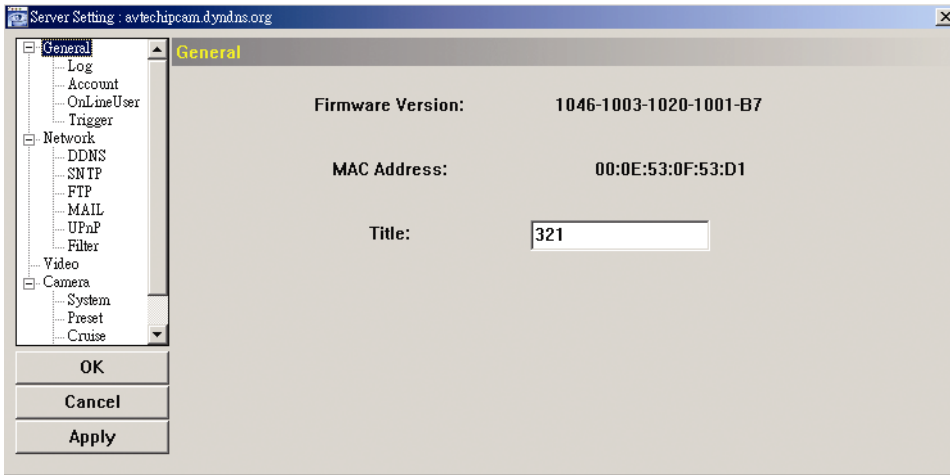 Server Setting : avtechipcam.dyndns.org
General
Log
Account
OnLineUser
Trigger
Network
DDNS
SNTP
FTP
MAIL
UPnP
Filter
Video
Camera
System
Preset
Cruise
OK
Cancel
Apply
General
Firmware Version: 1046-1003-1020-1001-B7
MAC Address: 00:0E:53:0F:53:D1
Title: 321